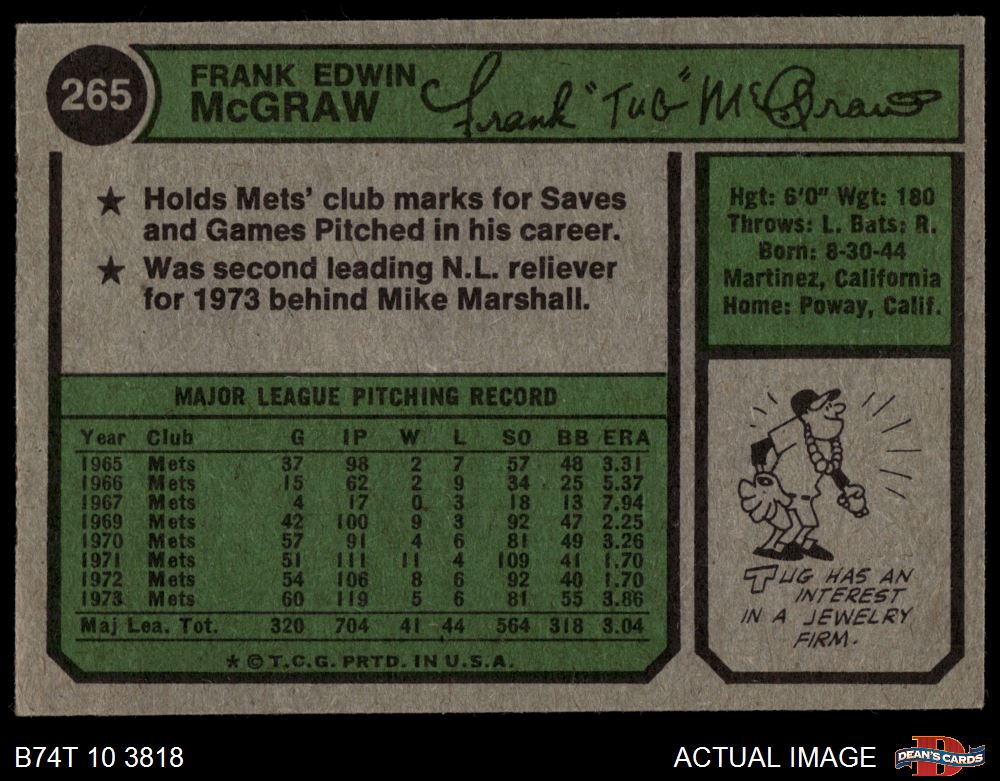 265
FRANK EDWIN
McGRAW
Frank "Tug" McGraw
★ Holds Mets' club marks for Saves
and Games Pitched in his career.
★ Was second leading N.L. reliever
for 1973 behind Mike Marshall.
Hgt: 6'0" Wgt: 180
Throws: L. Bats: R.
Born: 8-30-44
Martinez, California
Home: Poway, Calif.
MAJOR LEAGUE PITCHING RECORD
Year Club G IP W L SO BB ERA
1965 Mets 37 98 2 7 57 48 3.31
1966 Mets 15 62 2 9 34 25 5.37
1967 Mets 4 17 0 3 18 13 7.94
1969 Mets 42 100 9 3 92 47 2.25
1970 Mets 57 91 4 6 81 49 3.26
1971 Mets 51 111 11 4 109 41 1.70
1972 Mets 54 106 8 6 92 40 1.70
1973 Mets 60 119 5 6 81 55 3.86
Maj Lea. Tot. 320 704 41 44 564 318 3.04
* © T.C.G. PRTD. IN U.S.A.
TUG HAS AN
INTEREST
IN A JEWELRY
FIRM.
B74T 10 3818
ACTUAL IMAGE
D
DEAN'S CARDS